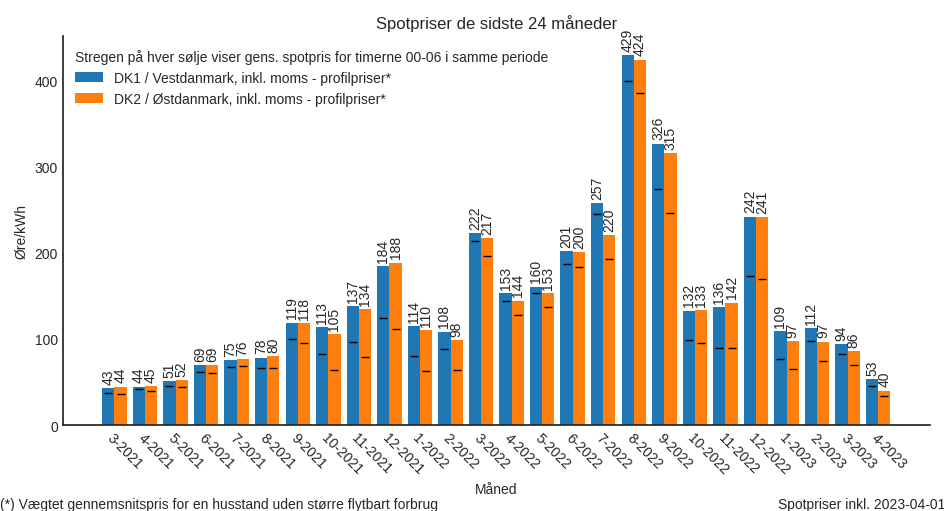 Spotpriser de sidste 24 måneder
Stregen på hver sølje viser gens. spotpris for timerne 00-06 i samme periode
DK1 / Vestdanmark, inkl. moms - profilpriser*
DK2 / Østdanmark, inkl. moms - profilpriser*
Øre/kWh
400
300
200
100
0
43 44 44 45 51 52 69 69 75 76 78 80 119 118 113 105 137 134 184 188 114 110 108 98 222 217 153 144 160 153 201 200 257 220 429 424 326 315 132 133 136 142 242 241 109 97 112 97 94 86 53 40
3-2021 4-2021 5-2021 6-2021 7-2021 8-2021 9-2021 10-2021 11-2021 12-2021 1-2022 2-2022 3-2022 4-2022 5-2022 6-2022 7-2022 8-2022 9-2022 10-2022 11-2022 12-2022 1-2023 2-2023 3-2023 4-2023
Måned
(*) Vægtet gennemsnitspris for en husstand uden større flytbart forbrug
Spotpriser inkl. 2023-04-01